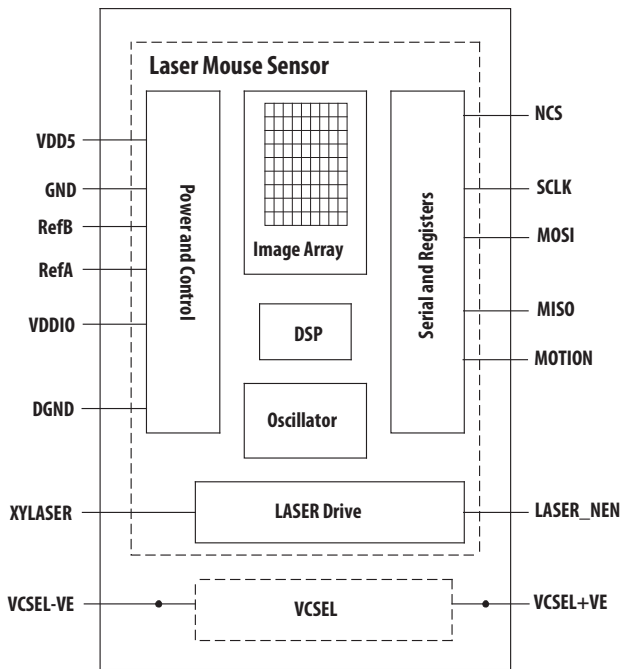 Laser Mouse Sensor
VDD5
GND
RefB
RefA
VDDIO
DGND
XYLASER
VCSEL-VE
Power and Control
Image Array
DSP
Oscillator
LASER Drive
VCSEL
Serial and Registers
NCS
SCLK
MOSI
MISO
MOTION
LASER_NEN
VCSEL+VE